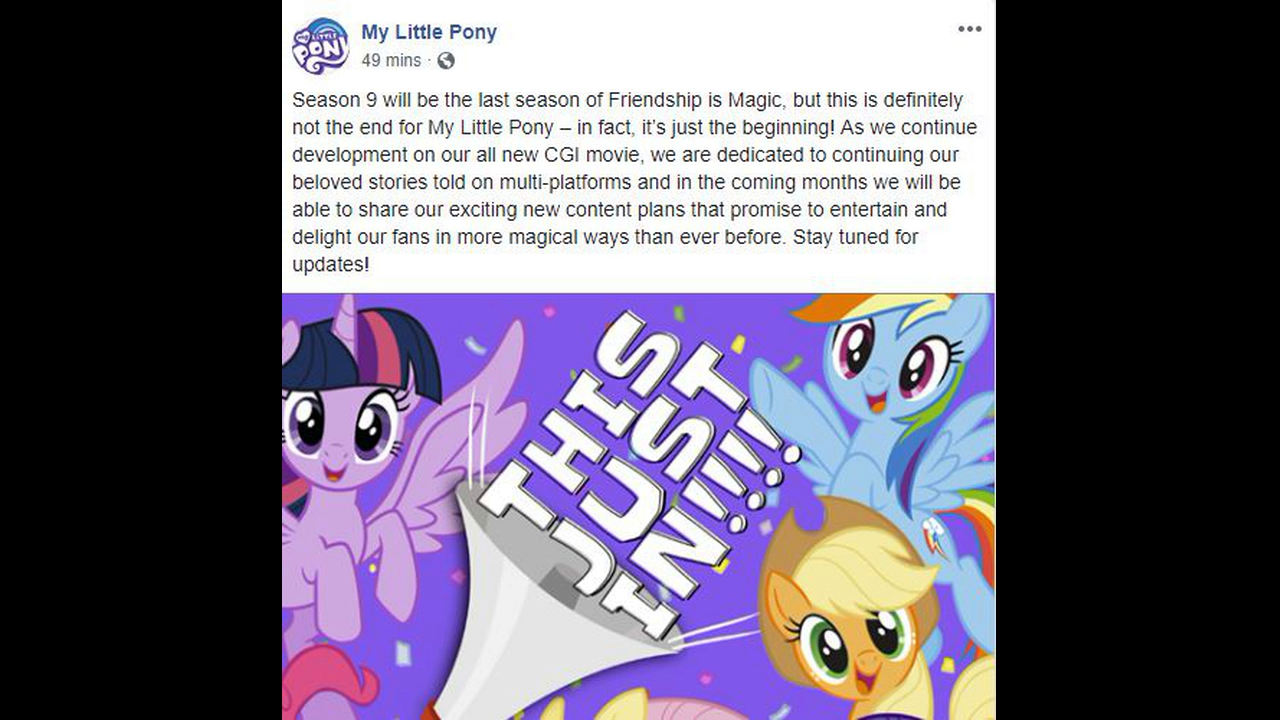 MY LITTLE
PONY
My Little Pony
49 mins ·
Season 9 will be the last season of Friendship is Magic, but this is definitely
not the end for My Little Pony – in fact, it’s just the beginning! As we continue
development on our all new CGI movie, we are dedicated to continuing our
beloved stories told on multi-platforms and in the coming months we will be
able to share our exciting new content plans that promise to entertain and
delight our fans in more magical ways than ever before. Stay tuned for
updates!
THIS
JUST
IN!!!!